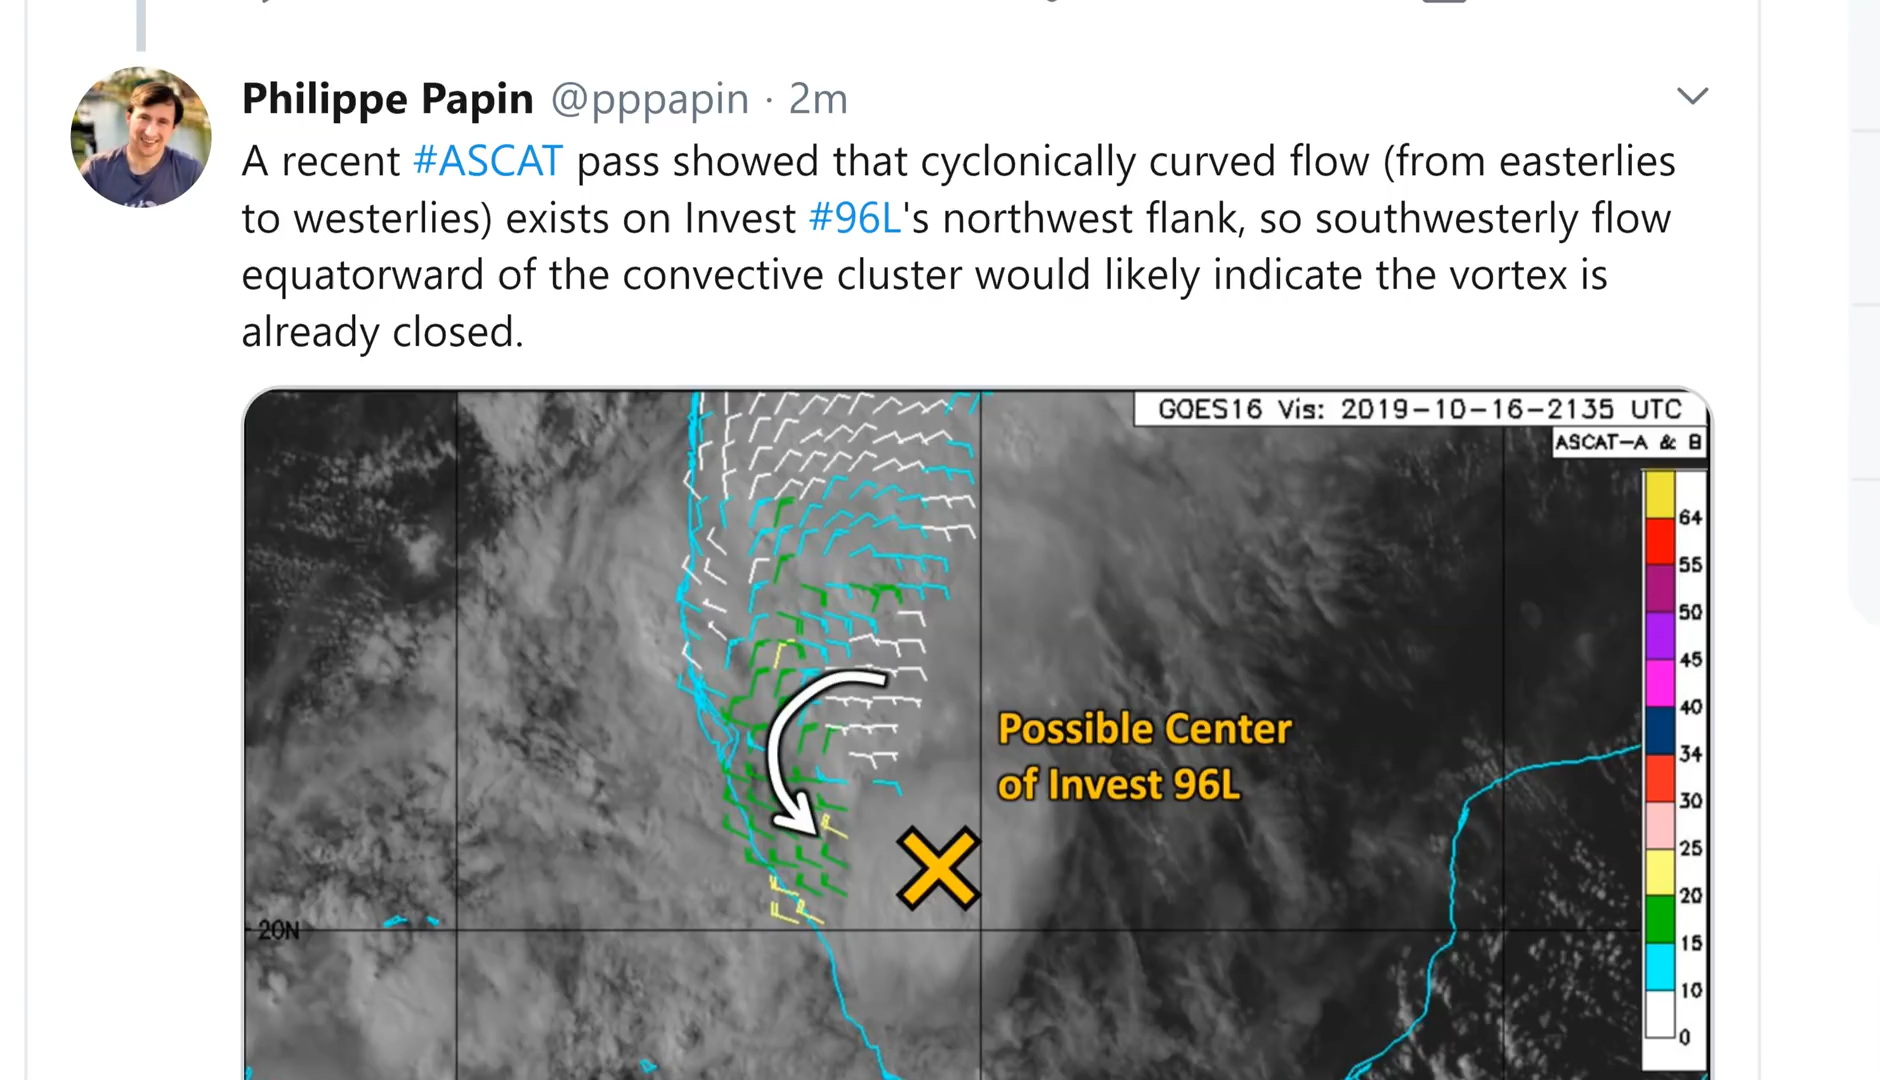 Philippe Papin @pppapin · 2m
A recent #ASCAT pass showed that cyclonically curved flow (from easterlies
to westerlies) exists on Invest #96L's northwest flank, so southwesterly flow
equatorward of the convective cluster would likely indicate the vortex is
already closed.
GOES16 Vis: 2019-10-16-2135 UTC
ASCAT-A & B
64
55
50
45
40
34
30
25
20
15
10
0
Possible Center
of Invest 96L
20N